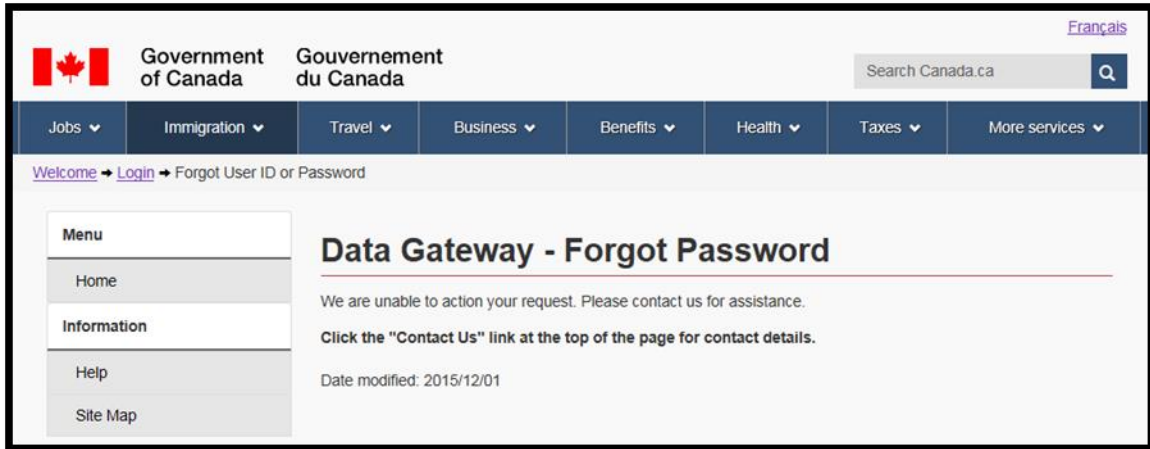 Français
Government Gouvernement
of Canada du Canada
Search Canada.ca
Jobs Immigration Travel Business Benefits Health Taxes More services
Welcome ➔ Login ➔ Forgot User ID or Password
Menu
Home
Information
Help
Site Map
Data Gateway - Forgot Password
We are unable to action your request. Please contact us for assistance.
Click the "Contact Us" link at the top of the page for contact details.
Date modified: 2015/12/01